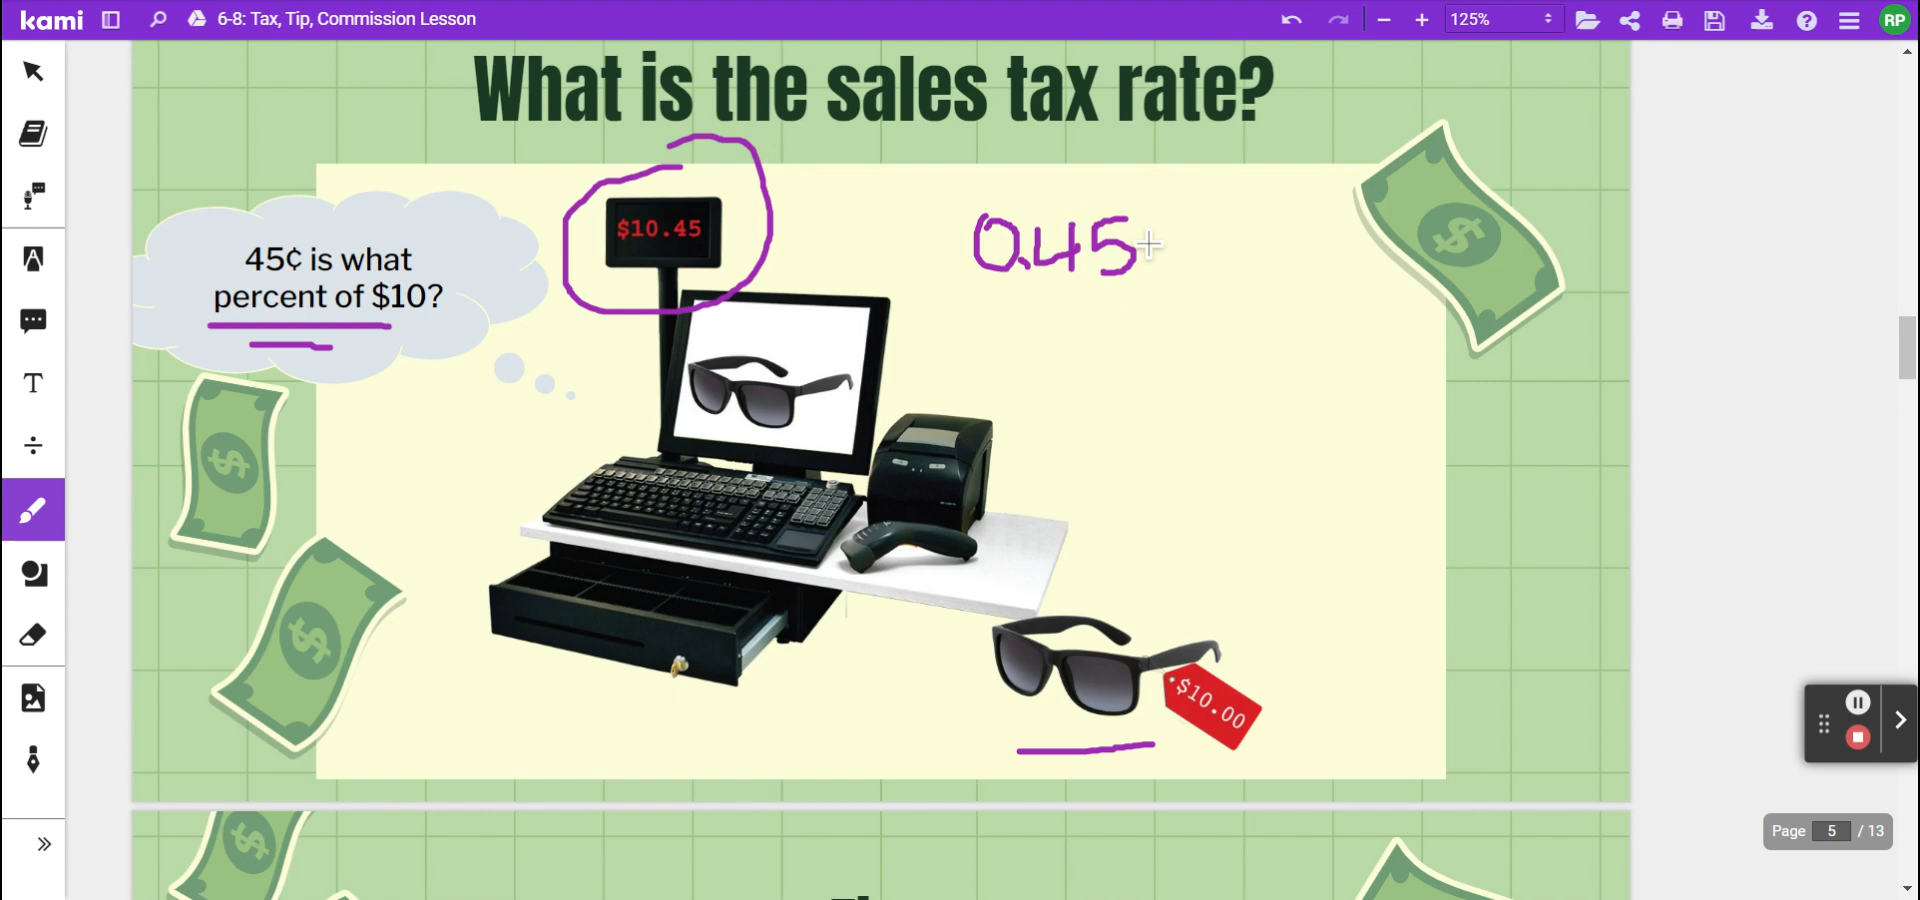 kami 6-8: Tax, Tip, Commission Lesson 125% RP
What is the sales tax rate?
$10.45
0.45
45¢ is what
percent of $10?
$10.00
Page 5 / 13